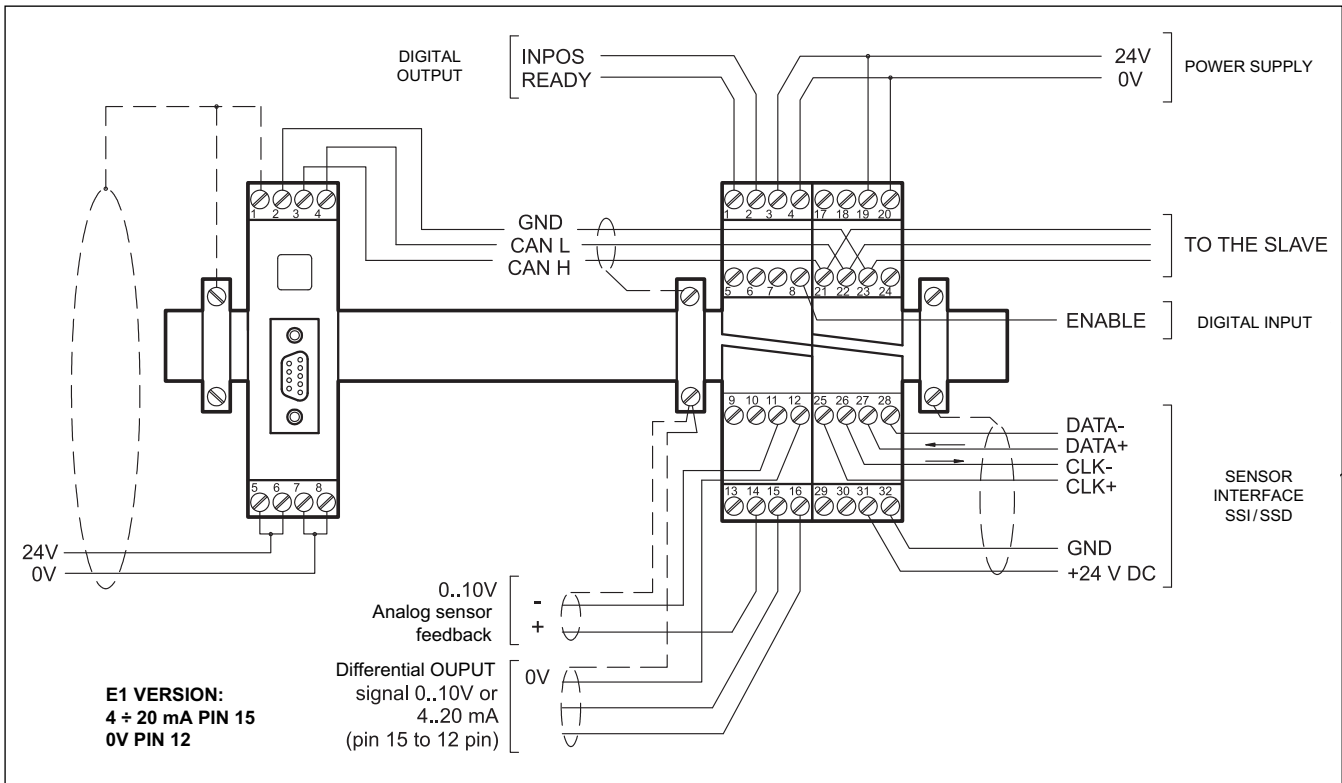 DIGITAL
OUTPUT
INPOS
READY
24V
0V
POWER SUPPLY
1 2 3 4
1 2 3 4 17 18 19 20
GND
CAN L
CAN H
TO THE SLAVE
5 6 7 8 21 22 23 24
ENABLE
DIGITAL INPUT
9 10 11 12 25 26 27 28
DATA-
DATA+
CLK-
CLK+
SENSOR
INTERFACE
SSI/SSD
13 14 15 16 29 30 31 32
5 6 7 8
24V
0V
GND
+24 V DC
0..10V
Analog sensor
feedback
-
+
Differential OUPUT
signal 0..10V or
4..20 mA
(pin 15 to 12 pin)
0V
E1 VERSION:
4 ÷ 20 mA PIN 15
0V PIN 12